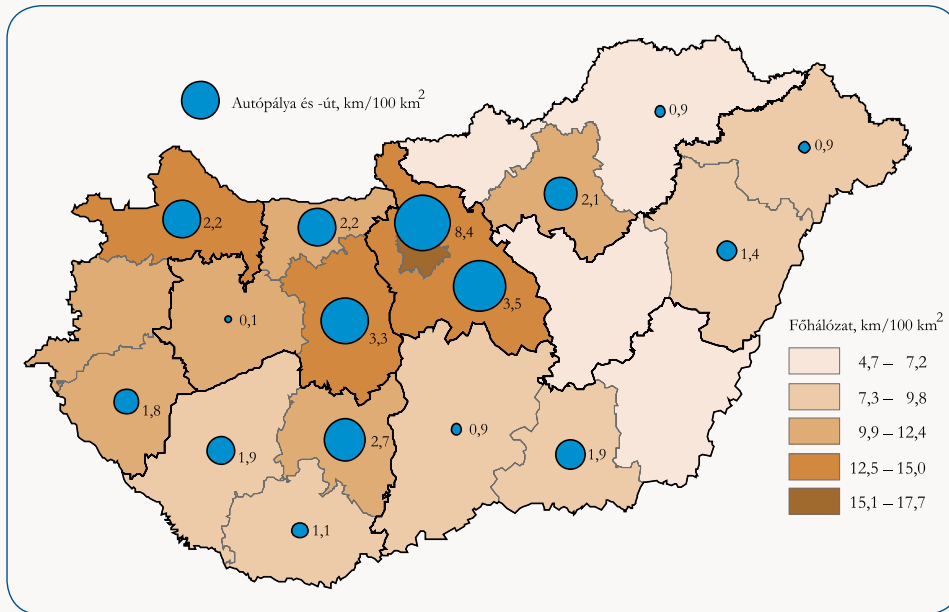 Autópálya és -út, km/100 km²
0,9
0,9
2,1
2,2
2,2
8,4
1,4
3,5
0,1
3,3
Főhálózat, km/100 km²
4,7 – 7,2
7,3 – 9,8
9,9 – 12,4
12,5 – 15,0
15,1 – 17,7
1,8
2,7
0,9
1,9
1,9
1,1